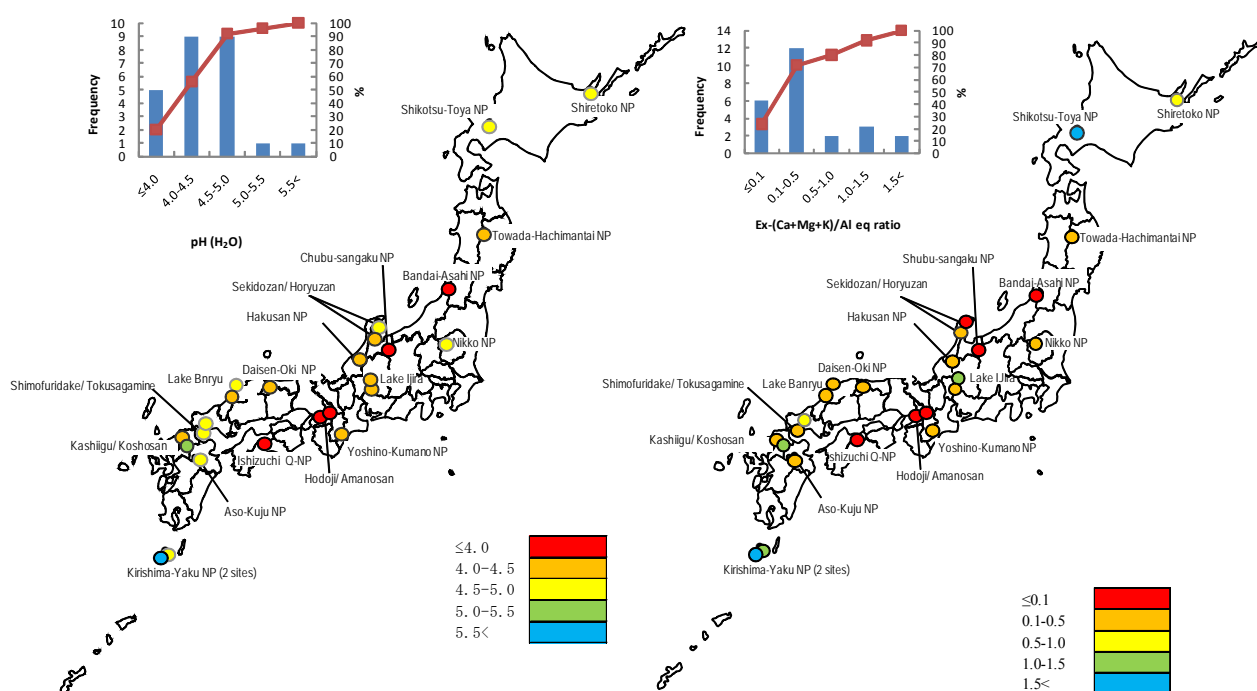 10
9
8
7
6
5
4
3
2
1
0
Frequency
100
90
80
70
60
50
40
30
20
10
0
%
≤4.0
4.0-4.5
4.5-5.0
5.0-5.5
5.5<
pH (H₂O)
Shikotsu-Toya NP
Shiretoko NP
Towada-Hachimantai NP
Chubu-sangaku NP
Bandai-Asahi NP
Sekidozan/ Horyuzan
Hakusan NP
Nikko NP
Daisen-Oki NP
Lake Bnryu
Lake Ijira
Shimofuridake/ Tokusagamine
Kashiigu/ Koshosan
Ishizuchi Q-NP
Yoshino-Kumano NP
Hodoji/ Amanosan
Aso-Kuju NP
Kirishima-Yaku NP (2 sites)
≤4.0
4.0-4.5
4.5-5.0
5.0-5.5
5.5<
14
12
10
8
6
4
2
0
Frequency
100
90
80
70
60
50
40
30
20
10
0
%
≤0.1
0.1-0.5
0.5-1.0
1.0-1.5
1.5<
Ex-(Ca+Mg+K)/Al eq ratio
Shikotsu-Toya NP
Shiretoko NP
Towada-Hachimantai NP
Shubu-sangaku NP
Bandai-Asahi NP
Sekidozan/ Horyuzan
Hakusan NP
Nikko NP
Daisen-Oki NP
Lake Banryu
Lake IJira
Shimofuridake/ Tokusagamine
Kashiigu/ Koshosan
Ishizuchi Q-NP
Yoshino-Kumano NP
Hodoji/ Amanosan
Aso-Kuju NP
Kirishima-Yaku NP (2 sites)
≤0.1
0.1-0.5
0.5-1.0
1.0-1.5
1.5<